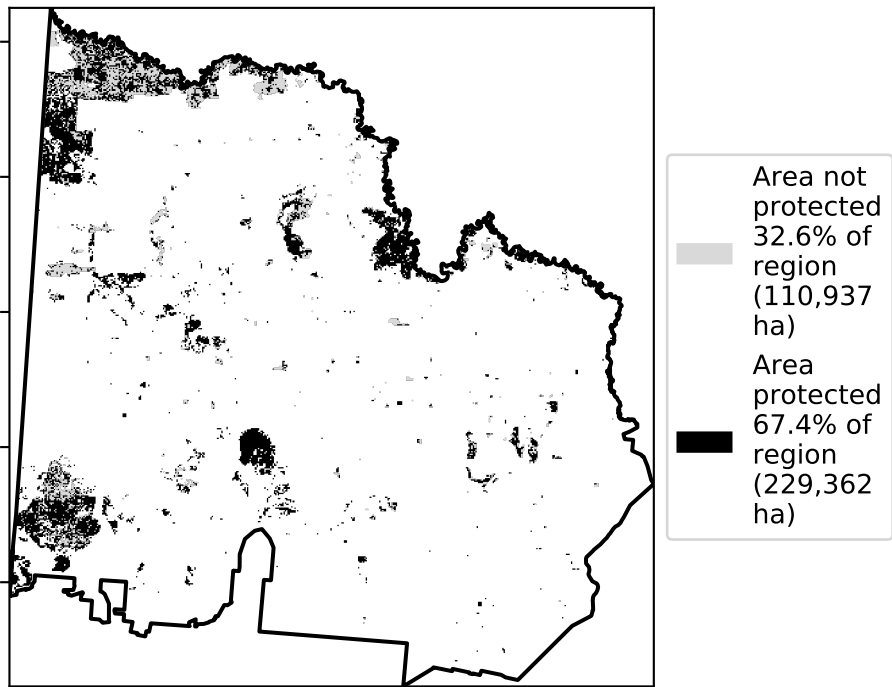 Area not
protected
32.6% of
region
(110,937
ha)
Area
protected
67.4% of
region
(229,362
ha)